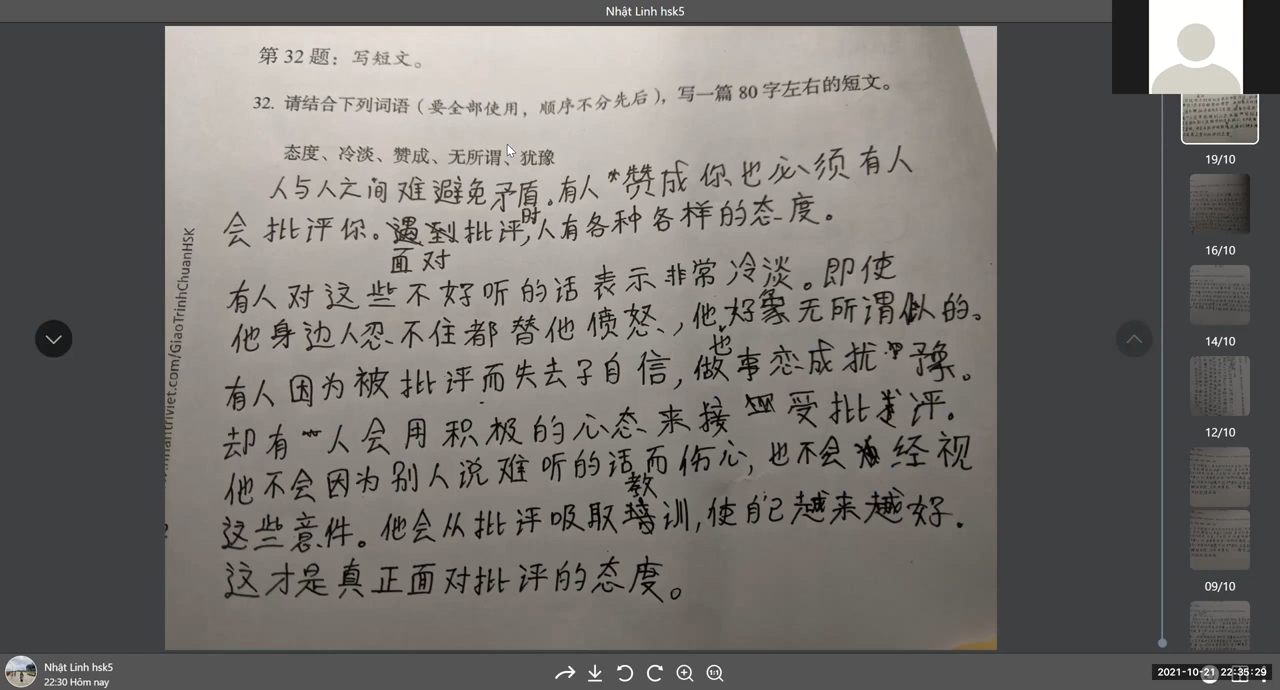 Nhật Linh hsk5
第 32 题：写短文。
32. 请结合下列词语（要全部使用，顺序不分先后），写一篇 80 字左右的短文。
态度、冷淡、赞成、无所谓、犹豫
人与人之间难避免矛盾。有人赞成你也必须有人
会批评你。遇到批评时,人有各种各样的态度。
面对
有人对这些不好听的话表示非常冷淡。即使
他身边人忍不住都替他愤怒,他好象无所谓似的。
有人因为被批评而失去了自信,做事也恋成扰豫。
却有人会用积极的心态来接受批评.
他不会因为别人说难听的话而伤心,也不会经视
这些意件。他会从批评吸取教训,使自己越来越好.
这才是真正面对批评的态度。
viet.com/GiaoTrinhChuanHSK
19/10
16/10
14/10
12/10
09/10
Nhật Linh hsk5
22:30 Hôm nay
1:1
2021-10-21 22:35:29